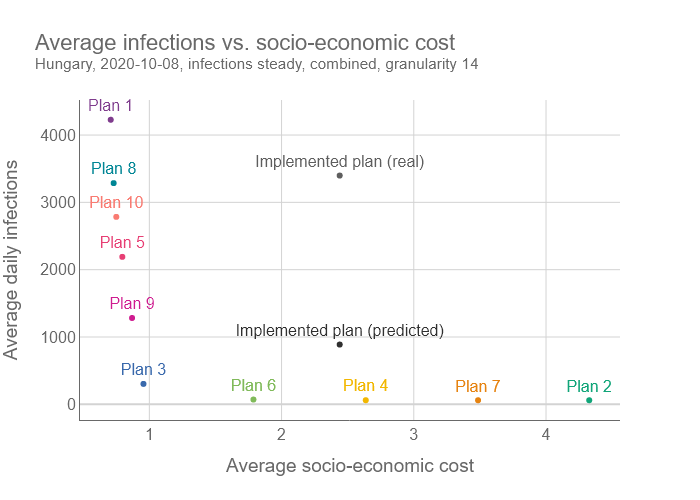 Average infections vs. socio-economic cost
Hungary, 2020-10-08, infections steady, combined, granularity 14
Average daily infections
4000
3000
2000
1000
0
Plan 1
Plan 8
Implemented plan (real)
Plan 10
Plan 5
Plan 9
Implemented plan (predicted)
Plan 3
Plan 6
Plan 4
Plan 7
Plan 2
1
2
3
4
Average socio-economic cost